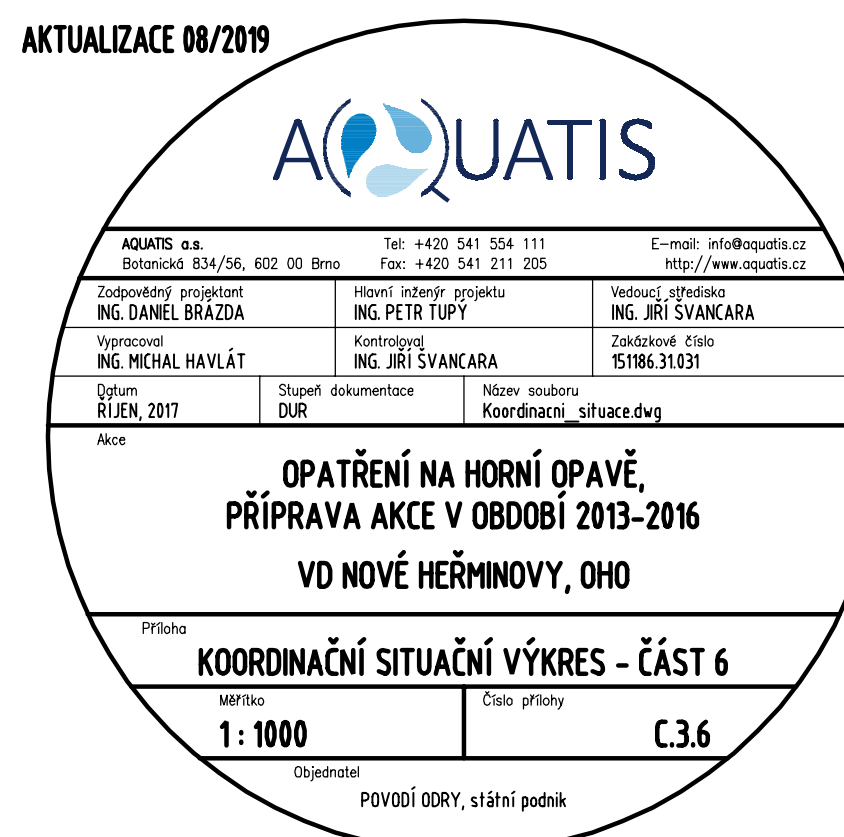 AKTUALIZACE 08/2019
AQUATIS
AQUATIS a.s. Tel: +420 541 554 111 E-mail: info@aquatis.cz
Botanická 834/56, 602 00 Brno Fax: +420 541 211 205 http://www.aquatis.cz
Zodpovědný projektant Hlavní inženýr projektu Vedoucí střediska
ING. DANIEL BRÁZDA ING. PETR TUPÝ ING. JIŘÍ ŠVANCARA
Vypracoval Kontroloval Zakázkové číslo
ING. MICHAL HAVLÁT ING. JIŘÍ ŠVANCARA 151186.31.031
Datum Stupeň dokumentace Název souboru
ŘÍJEN, 2017 DUR Koordinacni_situace.dwg
Akce
OPATŘENÍ NA HORNÍ OPAVĚ,
PŘÍPRAVA AKCE V OBDOBÍ 2013-2016
VD NOVÉ HEŘMINOVY, OHO
Příloha
KOORDINAČNÍ SITUAČNÍ VÝKRES - ČÁST 6
Měřítko Číslo přílohy
1 : 1000 C.3.6
Objednatel
POVODÍ ODRY, státní podnik